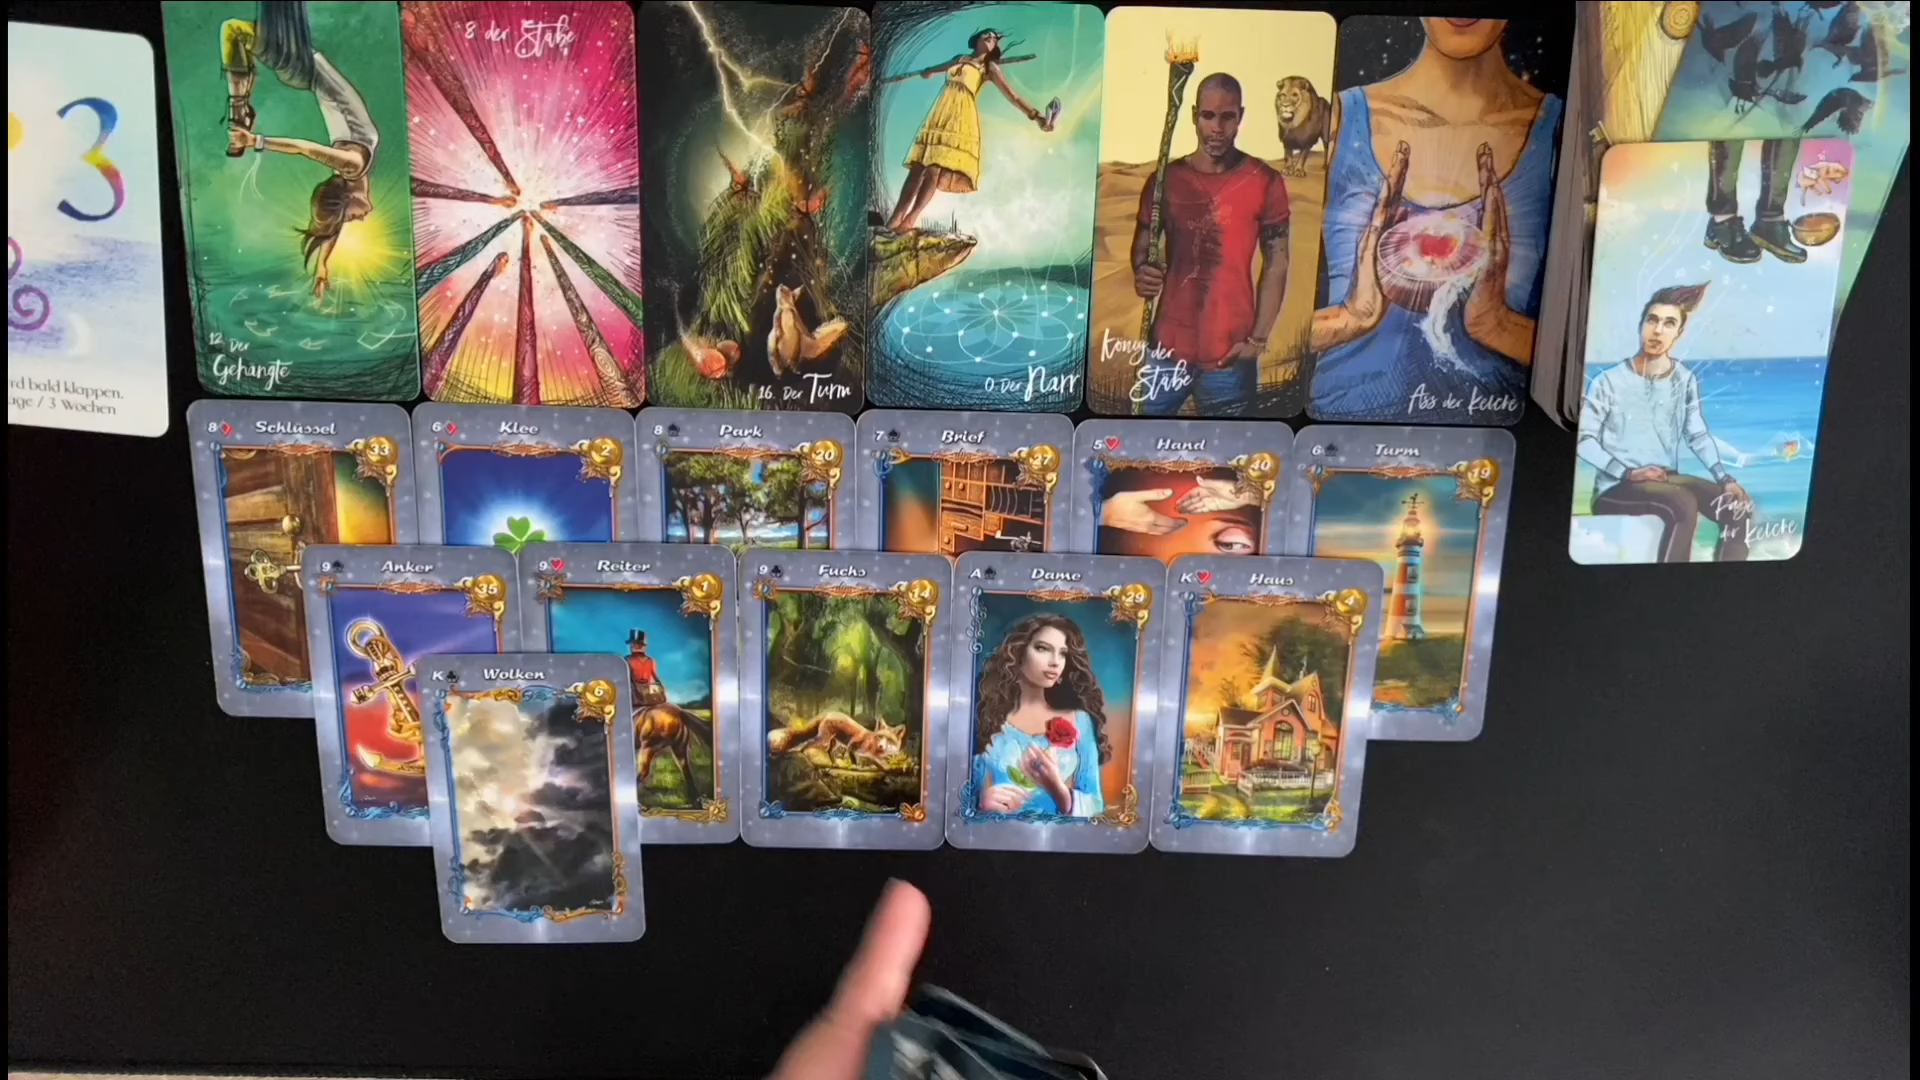 3
rd bald klappen.
age / 3 Wochen
12. Der
Gehängte
8 der Stäbe
16. Der Turm
0. Der Narr
König der
Stäbe
Ass der Kelche
Page
der Kelche
8 Schlüssel 33
6 Klee 2
8 Park 20
7 Brief 27
5 Hand 40
6 Turm 19
9 Anker 35
9 Reiter 1
9 Fuchs 14
A Dame 29
K Haus 4
K Wolken 6